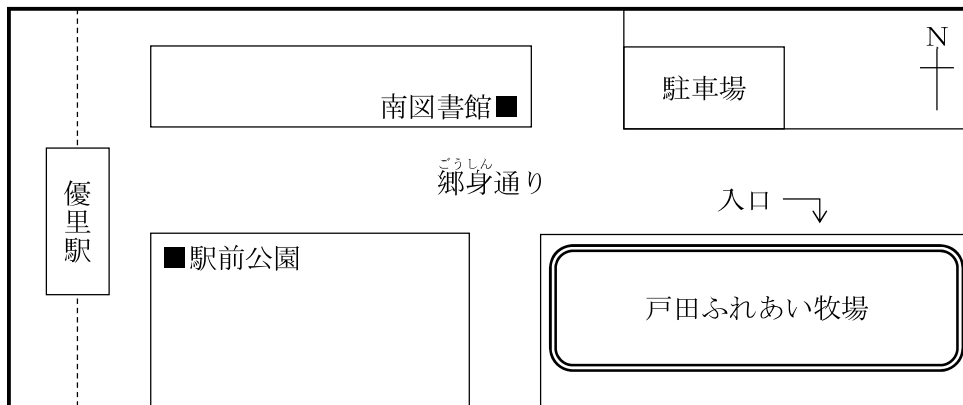 N
駐車場
南図書館■
ごうしん
郷身通り
優里駅
入口
■駅前公園
戸田ふれあい牧場